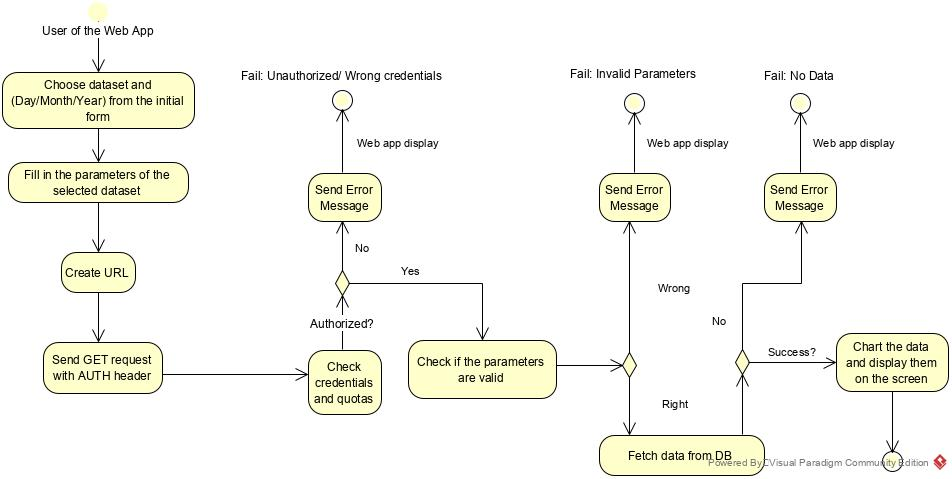 User of the Web App
Choose dataset and
(Day/Month/Year) from the initial
form
Fill in the parameters of the
selected dataset
Create URL
Send GET request
with AUTH header
Fail: Unauthorized/ Wrong credentials
Web app display
Send Error
Message
No
Yes
Authorized?
Check
credentials
and quotas
Check if the parameters
are valid
Fail: Invalid Parameters
Web app display
Send Error
Message
Wrong
Right
Fetch data from DB
Fail: No Data
Web app display
Send Error
Message
No
Success?
Chart the data
and display them
on the screen
Powered By Visual Paradigm Community Edition